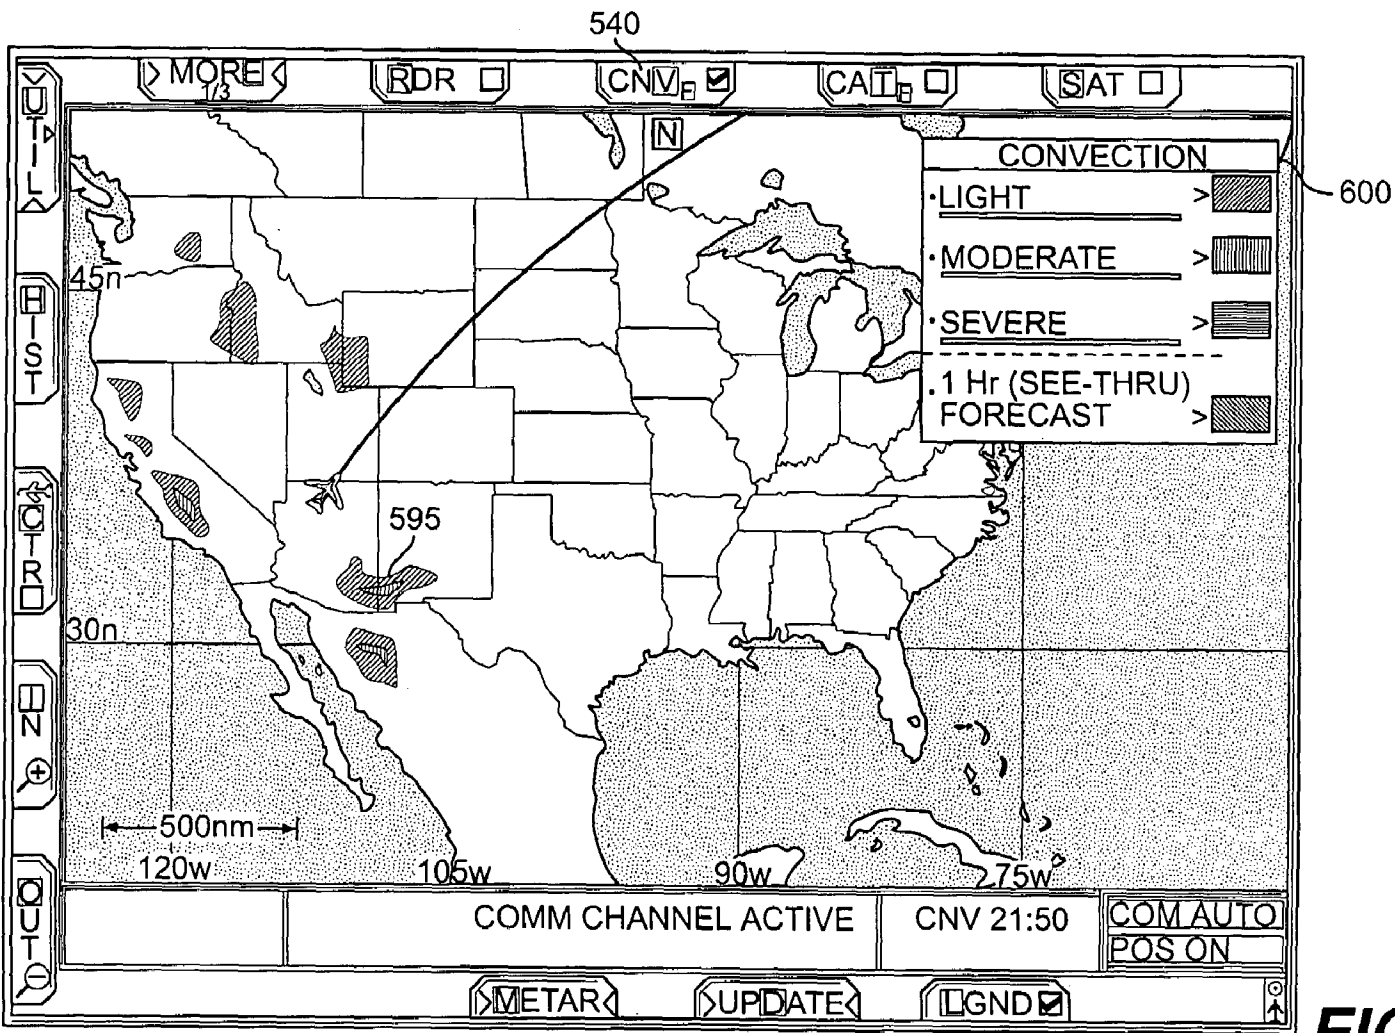 540
> MORE <
1/3
RDR
CNV F
CAT F
SAT
UTIL
HIST
CTR
IN
OUT
N
CONVECTION
600
·LIGHT >
·MODERATE >
·SEVERE >
·1 Hr (SEE-THRU)
FORECAST >
45n
595
30n
500nm
120w
105w
90w
75w
COMM CHANNEL ACTIVE
CNV 21:50
COM AUTO
POS ON
>METAR<
>UPDATE<
LGND